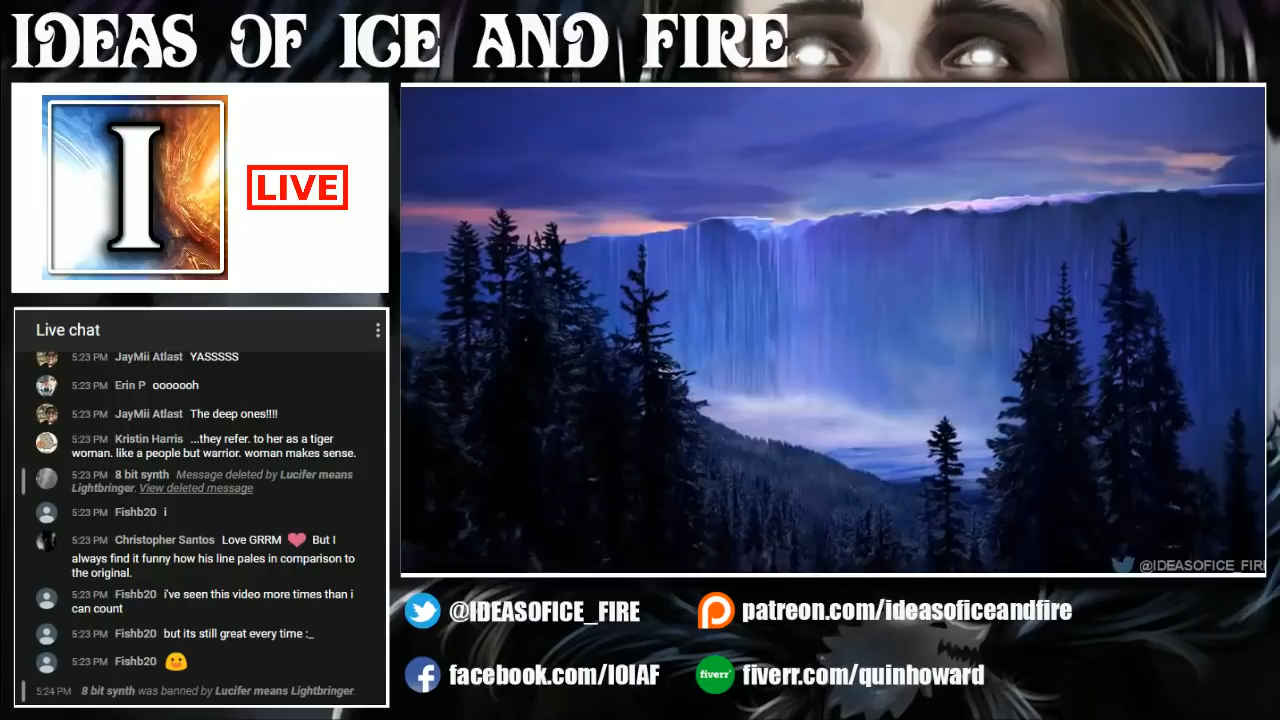 IDEAS OF ICE AND FIRE
I
LIVE
Live chat
5:23 PM JayMii Atlast YASSSSS
5:23 PM Erin P ooooooh
5:23 PM JayMii Atlast The deep ones!!!!
5:23 PM Kristin Harris ...they refer. to her as a tiger
woman. like a people but warrior. woman makes sense.
5:23 PM 8 bit synth Message deleted by Lucifer means
Lightbringer. View deleted message
5:23 PM Fishb20 i
5:23 PM Christopher Santos Love GRRM ❤ But I
always find it funny how his line pales in comparison to
the original.
5:23 PM Fishb20 i've seen this video more times than i
can count
5:23 PM Fishb20 but its still great every time :_
5:23 PM Fishb20
5:24 PM 8 bit synth was banned by Lucifer means Lightbringer.
@IDEASOFICE_FIR
@IDEASOFICE_FIRE
patreon.com/ideasoficeandfire
facebook.com/IOIAF
fiverr
fiverr.com/quinhoward